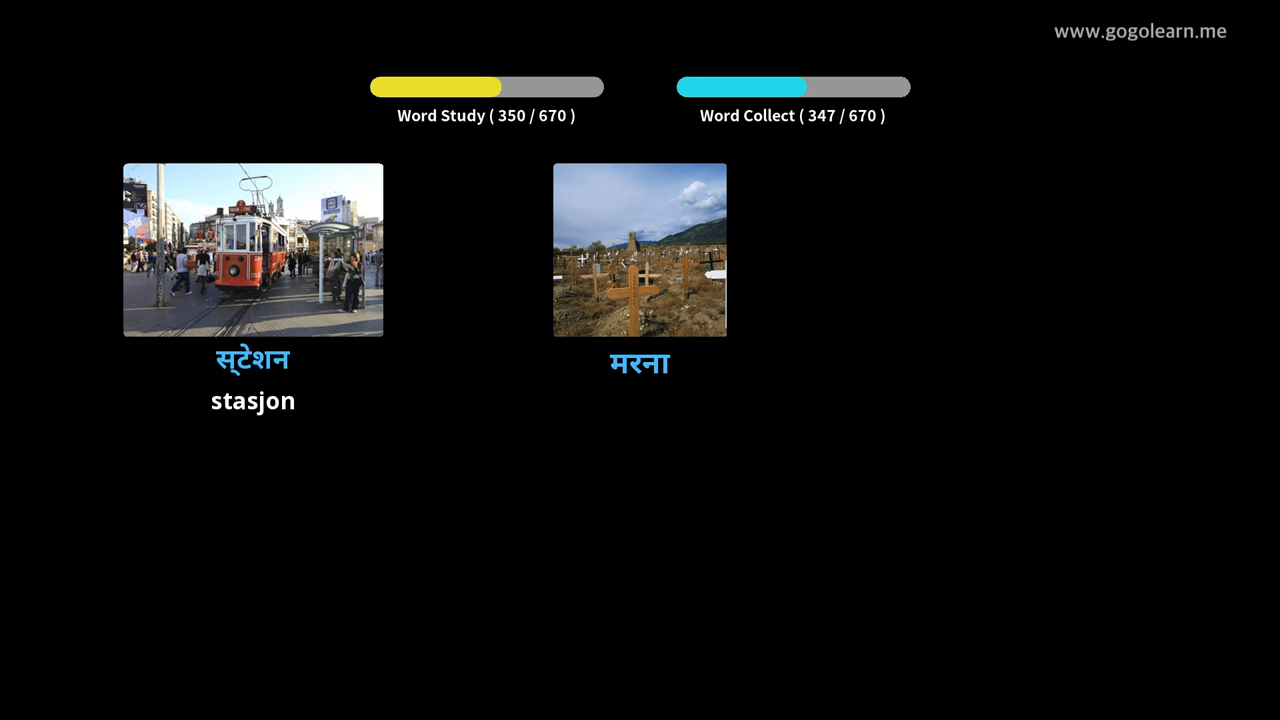 www.gogolearn.me
Word Study ( 350 / 670 )
Word Collect ( 347 / 670 )
स्टेशन
stasjon
मरना